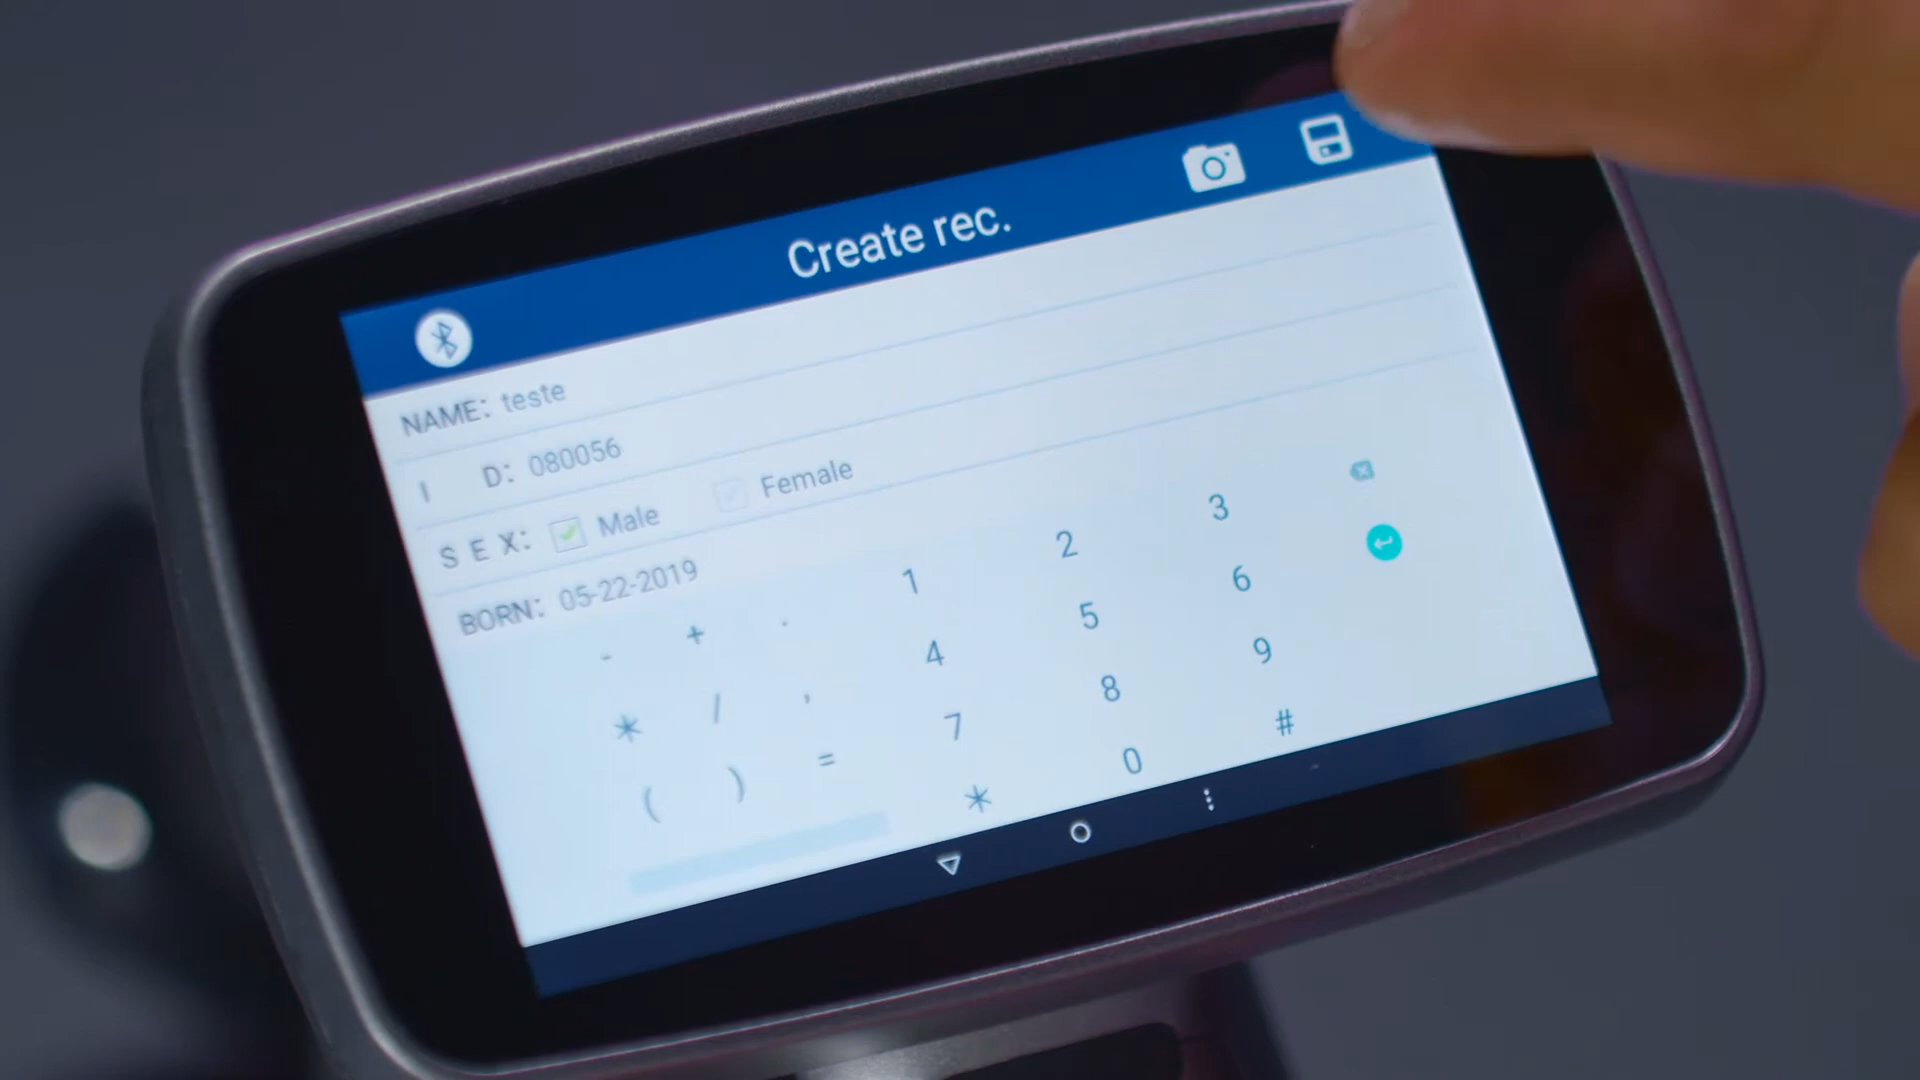 Create rec.
NAME: teste
I D: 080056
S E X: Male Female
BORN: 05-22-2019
- + . 1 2 3
* / , 4 5 6
( ) = 7 8 9
* 0 #